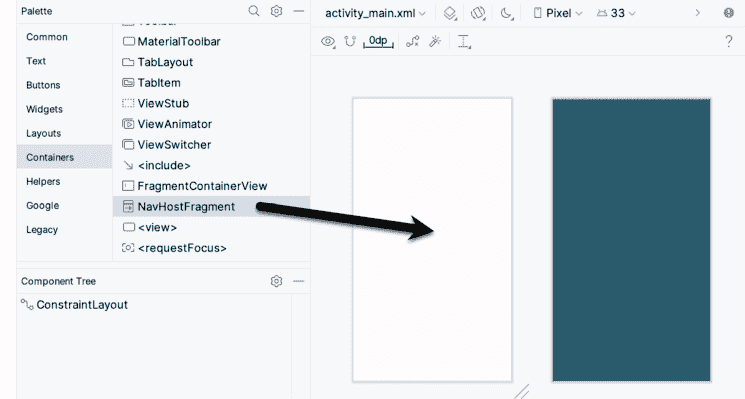 Palette
Common
Text
Buttons
Widgets
Layouts
Containers
Helpers
Google
Legacy
Toolbar
MaterialToolbar
TabLayout
TabItem
ViewStub
ViewAnimator
ViewSwitcher
<include>
FragmentContainerView
NavHostFragment
<view>
<requestFocus>
Component Tree
ConstraintLayout
activity_main.xml
Pixel
33
0dp
?